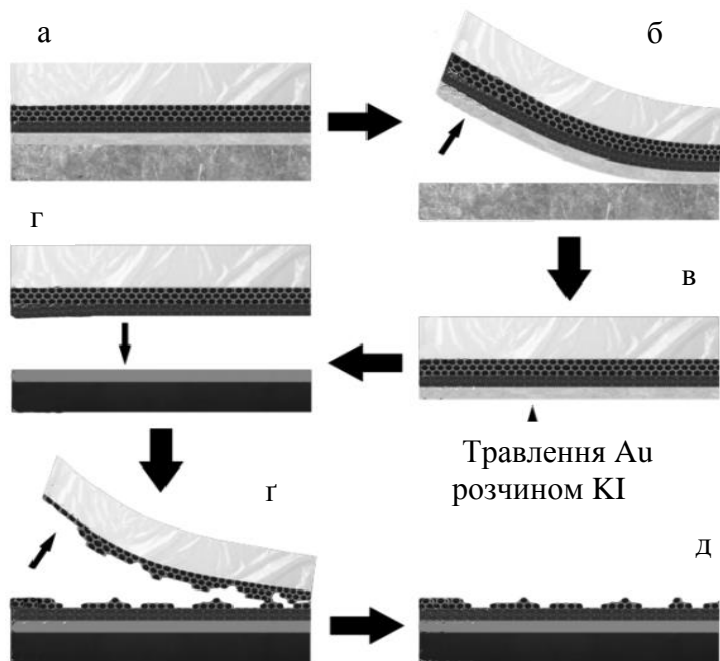 а
б
г
в
Травлення Au
розчином KI
ґ
д